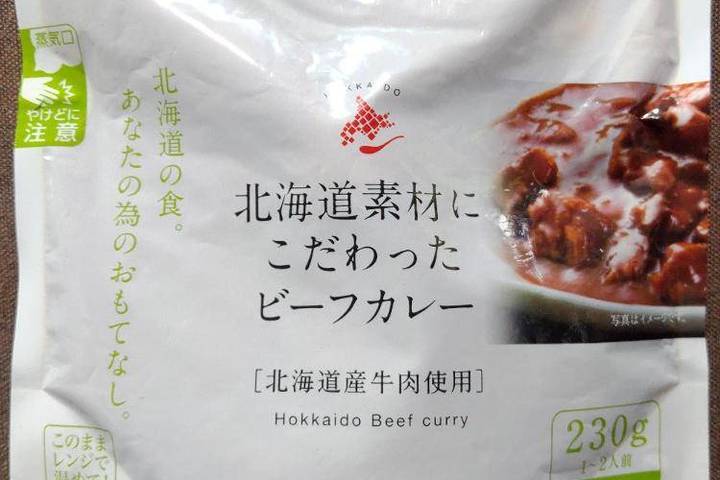 蒸気口
やけどに
注意
北海道の食。
あなたの為のおもてなし。
HOKKAIDO
北海道素材に
こだわった
ビーフカレー
[北海道産牛肉使用]
Hokkaido Beef curry
写真はイメージです。
このまま
レンジで
温めて!
230g
1~2人前